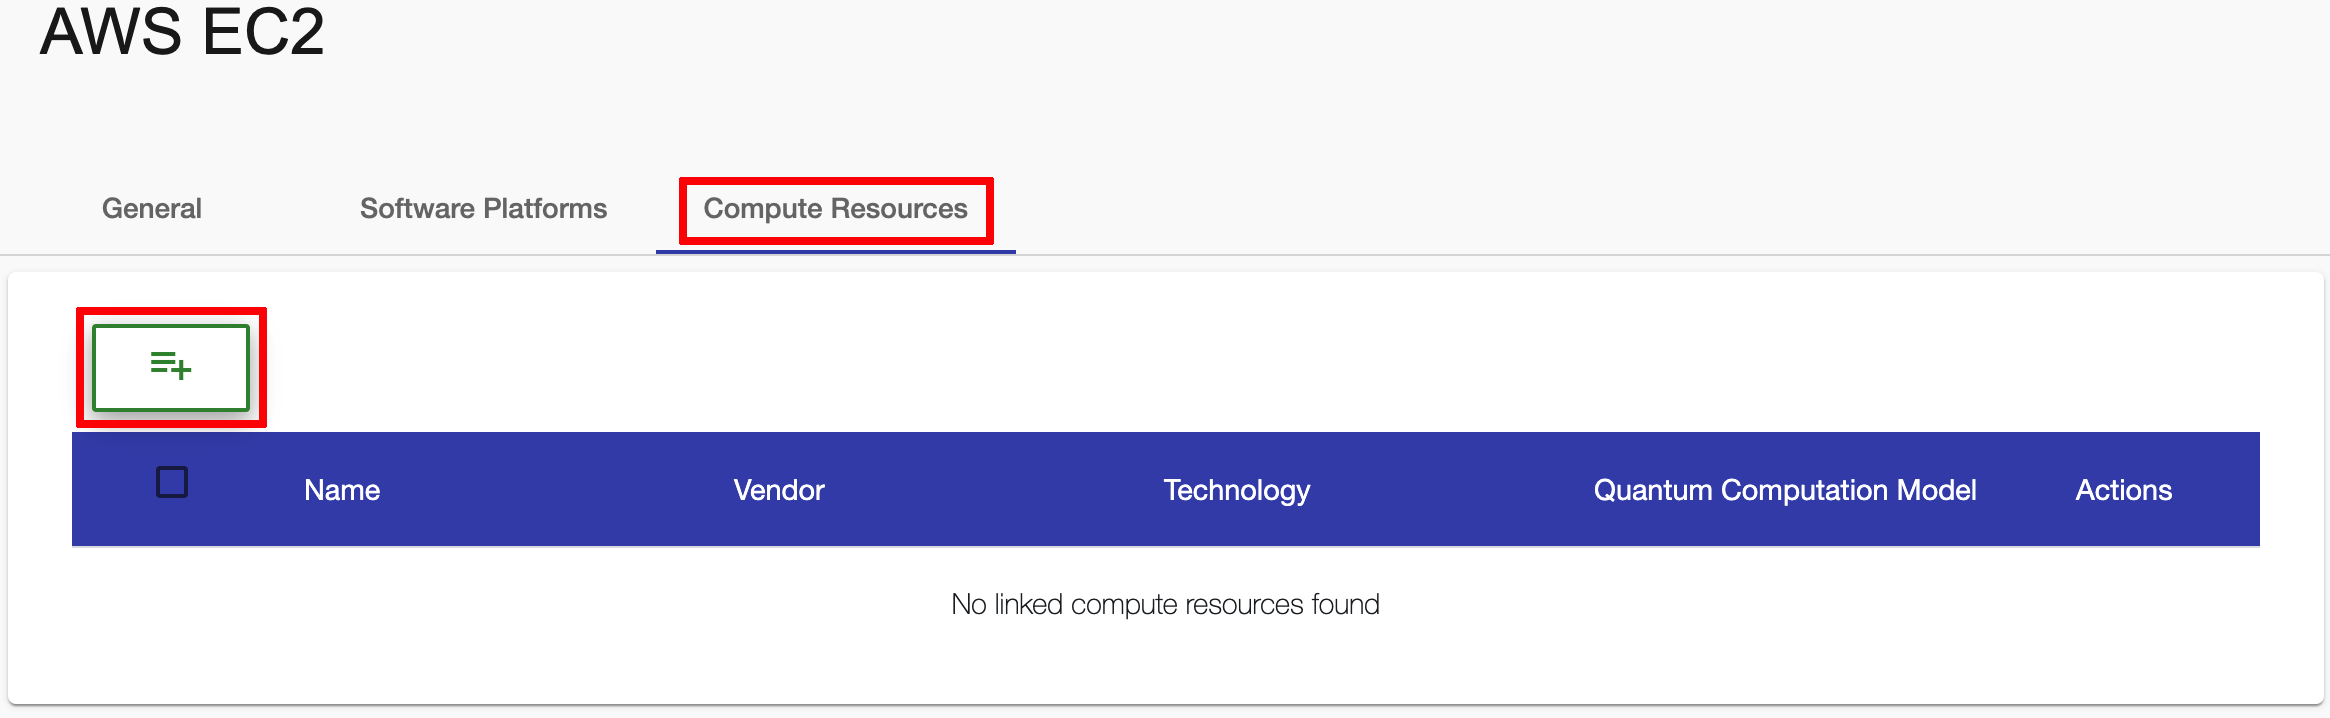 AWS EC2
General Software Platforms Compute Resources
Name Vendor Technology Quantum Computation Model Actions
No linked compute resources found